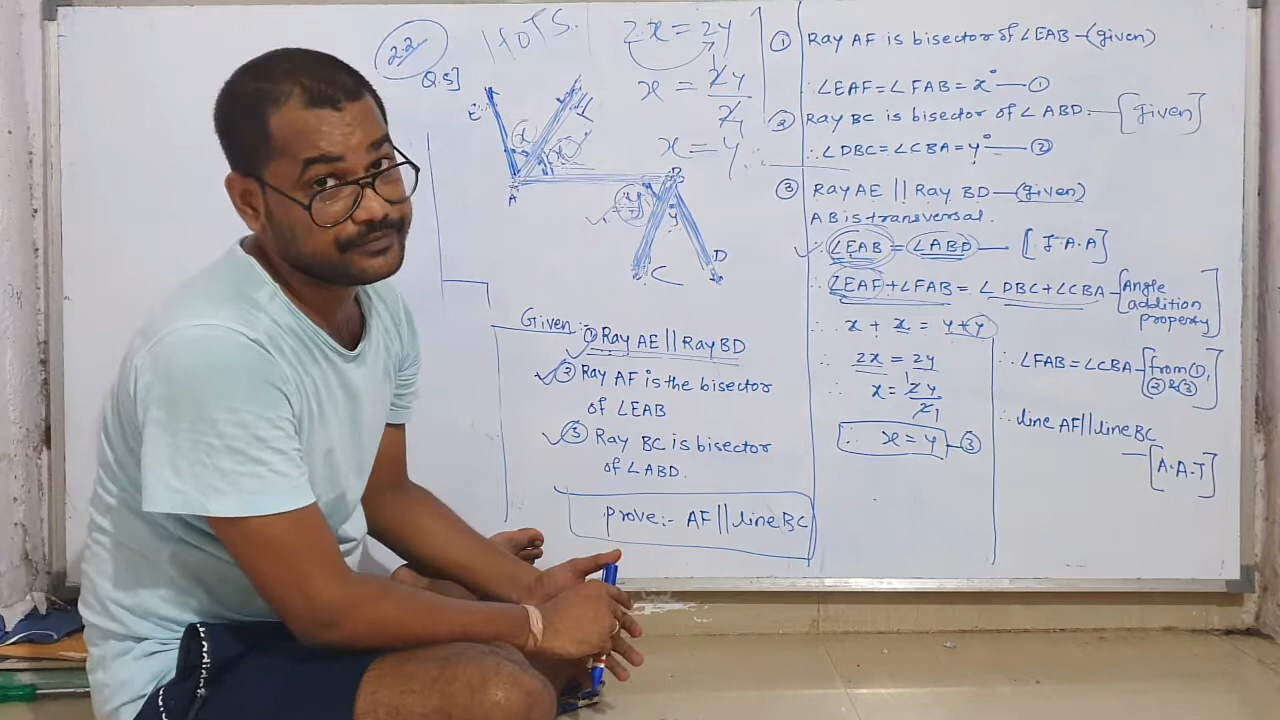 2.2
Q.5]
HOTS.
2x = 2y
x = 2y
2
x = y
E
F
x
x
A
B
y
y
C
D
Given:
① Ray AE || Ray BD
② Ray AF is the bisector
of ∠EAB
③ Ray BC is bisector
of ∠ABD.
prove:- AF || line BC
① Ray AF is bisector of ∠EAB — (given)
∴ ∠EAF = ∠FAB = x° — ①
② Ray BC is bisector of ∠ABD. — [given]
∴ ∠DBC = ∠CBA = y° — ②
③ Ray AE || Ray BD — (given)
AB is transversal.
∴ ∠EAB = ∠ABD — [I.A.A]
∴ ∠EAF + ∠FAB = ∠DBC + ∠CBA — [Angle
addition
property]
∴ x + x = y + y
∴ 2x = 2y
∴ x = 2y
2
∴ x = y — ③
∴ ∠FAB = ∠CBA — [from ①,
② & ③]
∴ line AF || line BC
— [A.A.T]
adidas